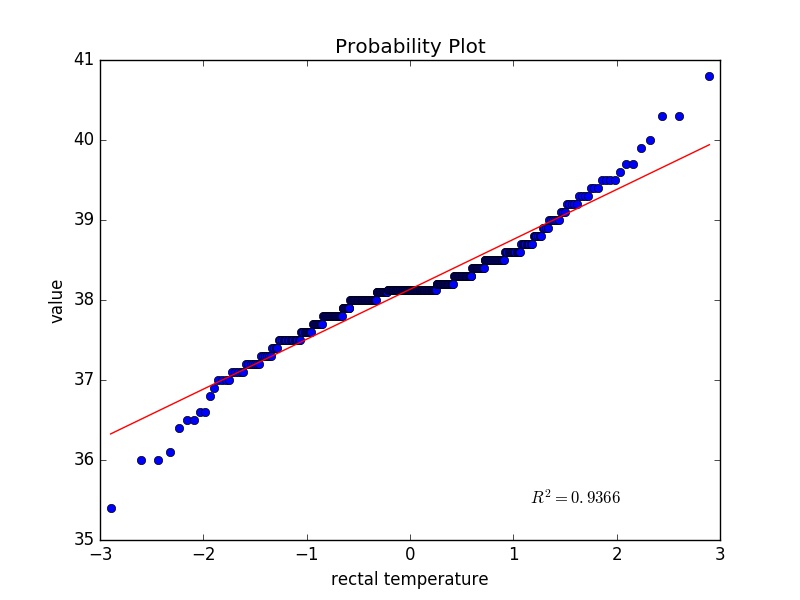 Probability Plot
41
40
39
38
37
36
35
value
R² = 0.9366
−3 −2 −1 0 1 2 3
rectal temperature